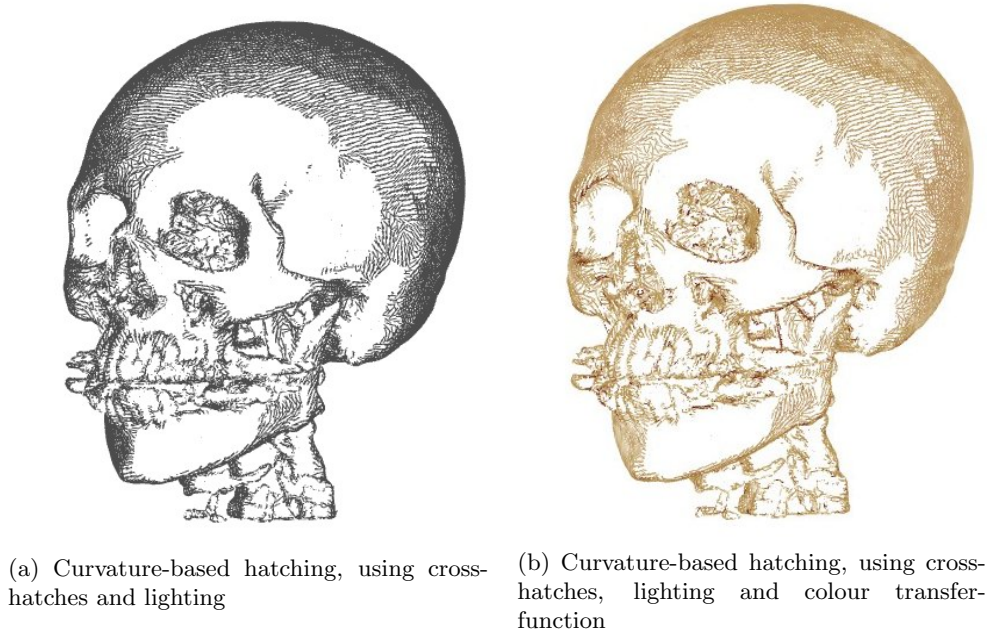 (a) Curvature-based hatching, using cross-
hatches and lighting
(b) Curvature-based hatching, using cross-
hatches, lighting and colour transfer-
function